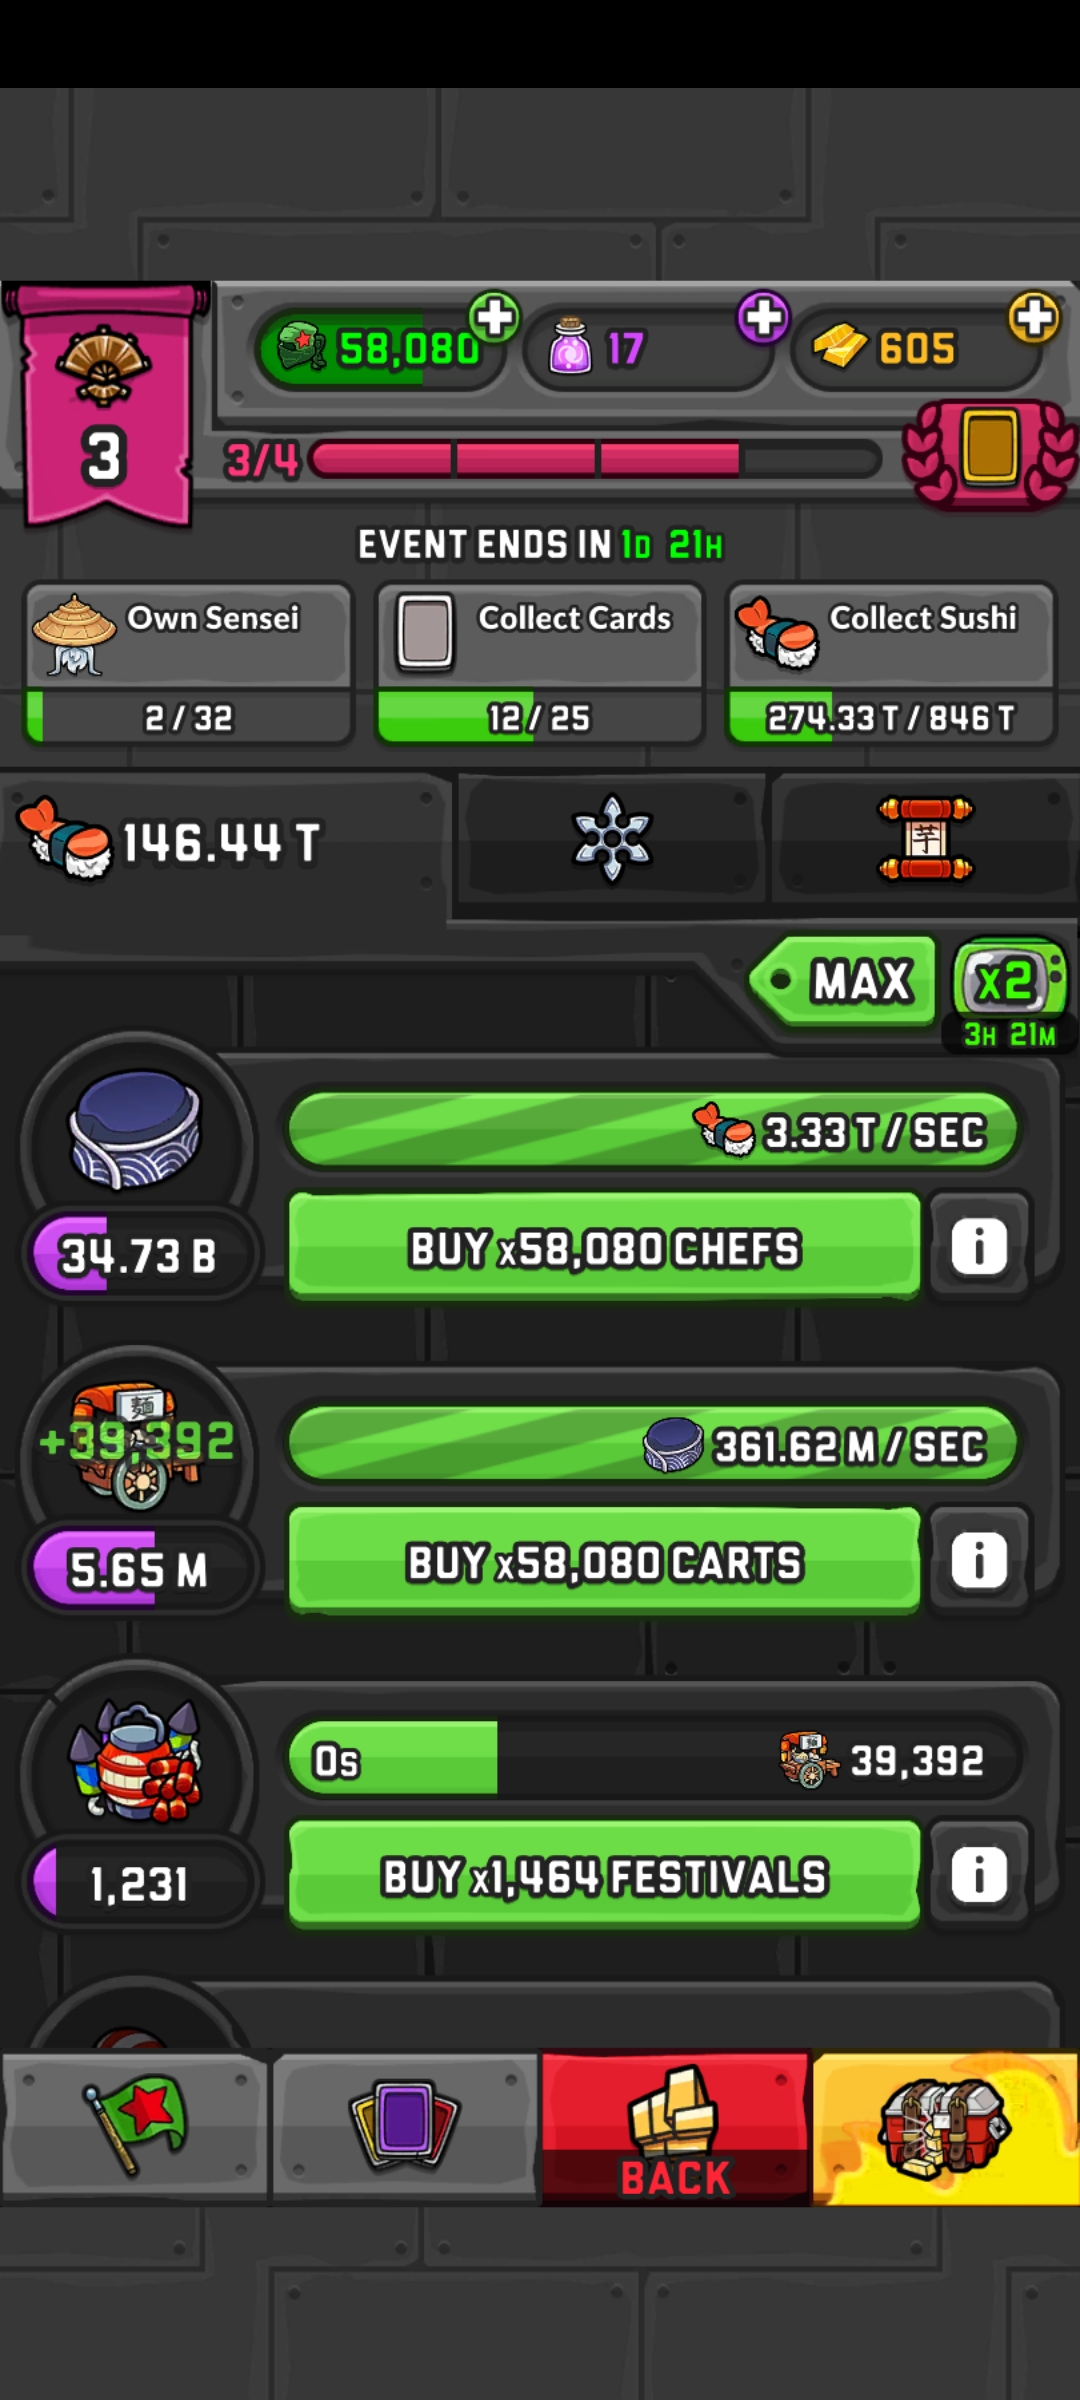 58,080
17
605
3
3/4
EVENT ENDS IN 1D 21H
Own Sensei
Collect Cards
Collect Sushi
2 / 32
12 / 25
274.33 T / 846 T
146.44 T
芋
MAX
x2
3H 21M
3.33 T / SEC
34.73 B
BUY x58,080 CHEFS
i
麺
+39,392
361.62 M / SEC
5.65 M
BUY x58,080 CARTS
i
0s
39,392
1,231
BUY x1,464 FESTIVALS
i
BACK